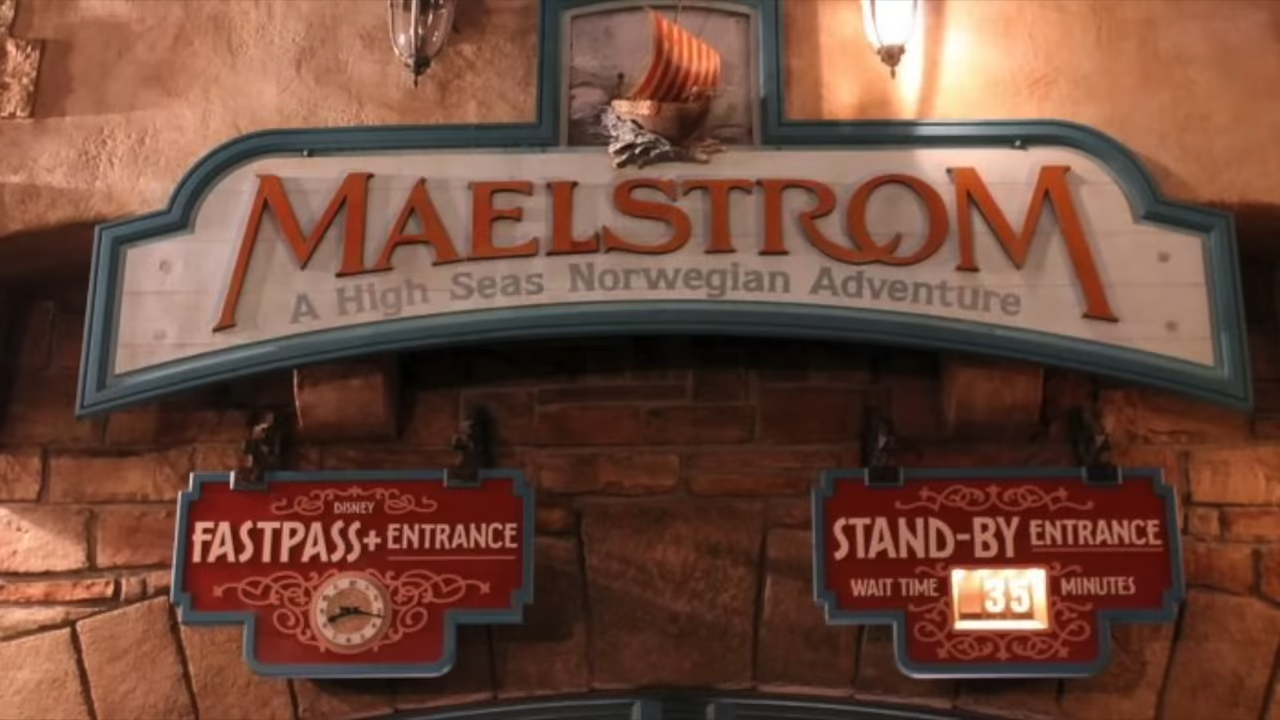 MAELSTROM
A High Seas Norwegian Adventure
DISNEY
FASTPASS+ ENTRANCE
STAND-BY ENTRANCE
WAIT TIME 35 MINUTES